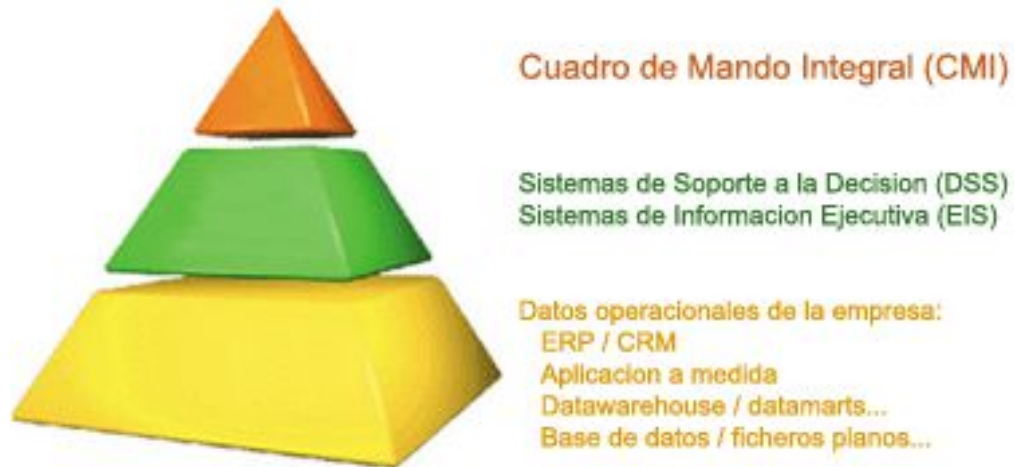 Cuadro de Mando Integral (CMI)
Sistemas de Soporte a la Decision (DSS)
Sistemas de Informacion Ejecutiva (EIS)
Datos operacionales de la empresa:
ERP / CRM
Aplicacion a medida
Datawarehouse / datamarts...
Base de datos / ficheros planos...